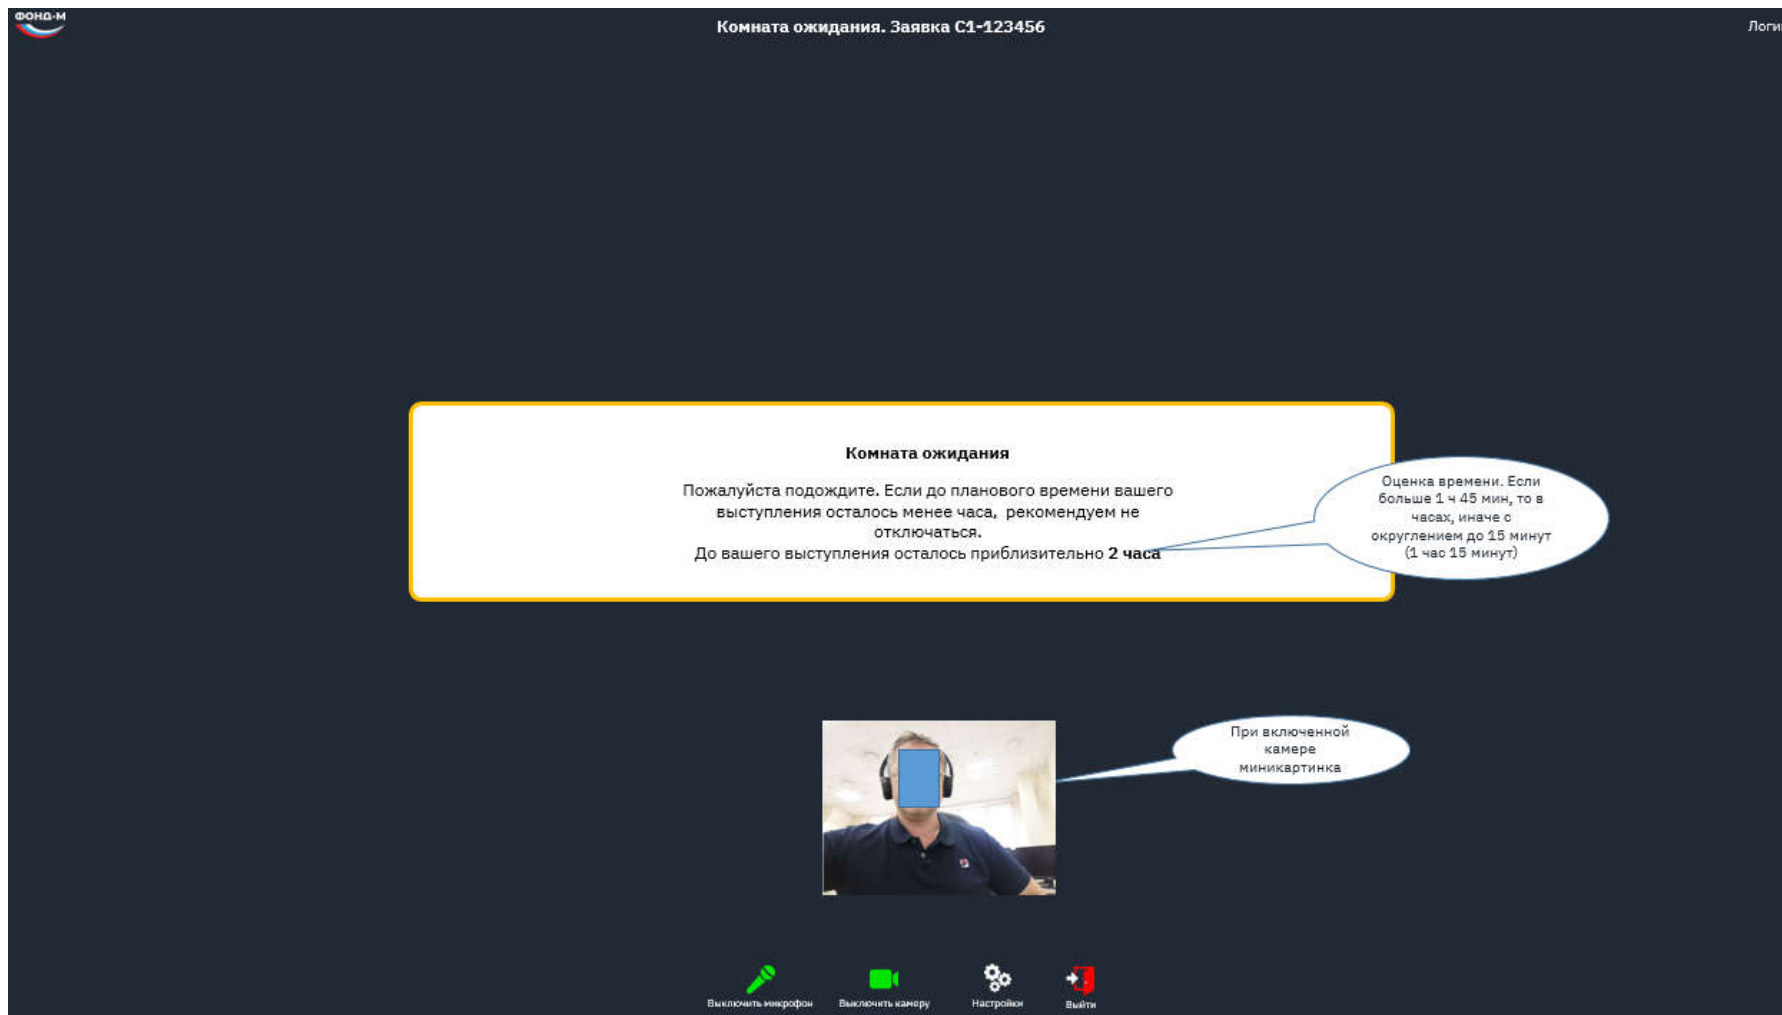 ФОНД-М
Комната ожидания. Заявка С1-123456
Логин
Комната ожидания
Пожалуйста подождите. Если до планового времени вашего
выступления осталось менее часа, рекомендуем не
отключаться.
До вашего выступления осталось приблизительно 2 часа
Оценка времени. Если
больше 1 ч 45 мин, то в
часах, иначе с
округлением до 15 минут
(1 час 15 минут)
При включенной
камере
миникартинка
Выключить микрофон
Выключить камеру
Настройки
Выйти